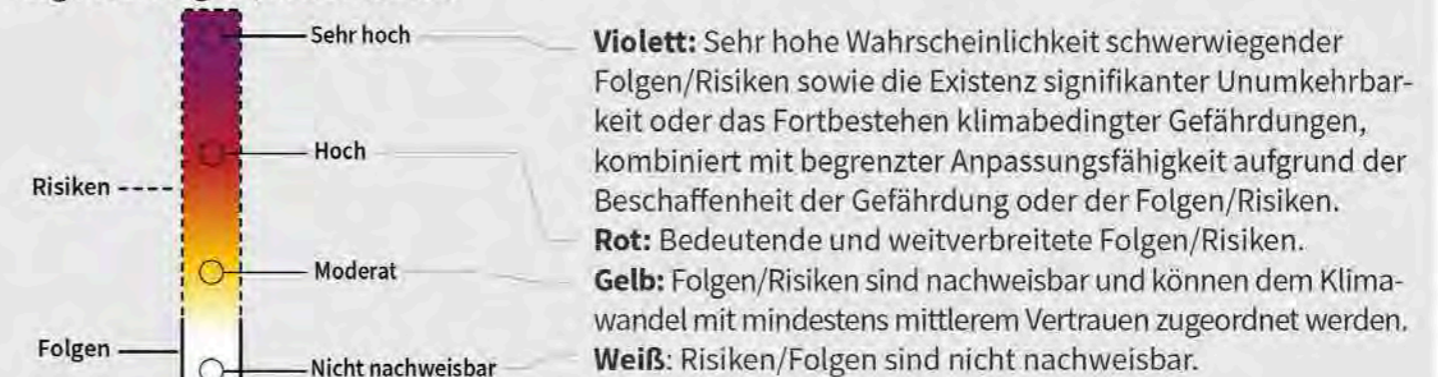 Sehr hoch
Violett: Sehr hohe Wahrscheinlichkeit schwerwiegender
Folgen/Risiken sowie die Existenz signifikanter Unumkehrbar-
keit oder das Fortbestehen klimabedingter Gefährdungen,
kombiniert mit begrenzter Anpassungsfähigkeit aufgrund der
Beschaffenheit der Gefährdung oder der Folgen/Risiken.
Hoch
Rot: Bedeutende und weitverbreitete Folgen/Risiken.
Risiken
Moderat
Gelb: Folgen/Risiken sind nachweisbar und können dem Klima-
wandel mit mindestens mittlerem Vertrauen zugeordnet werden.
Folgen
Nicht nachweisbar
Weiß: Risiken/Folgen sind nicht nachweisbar.